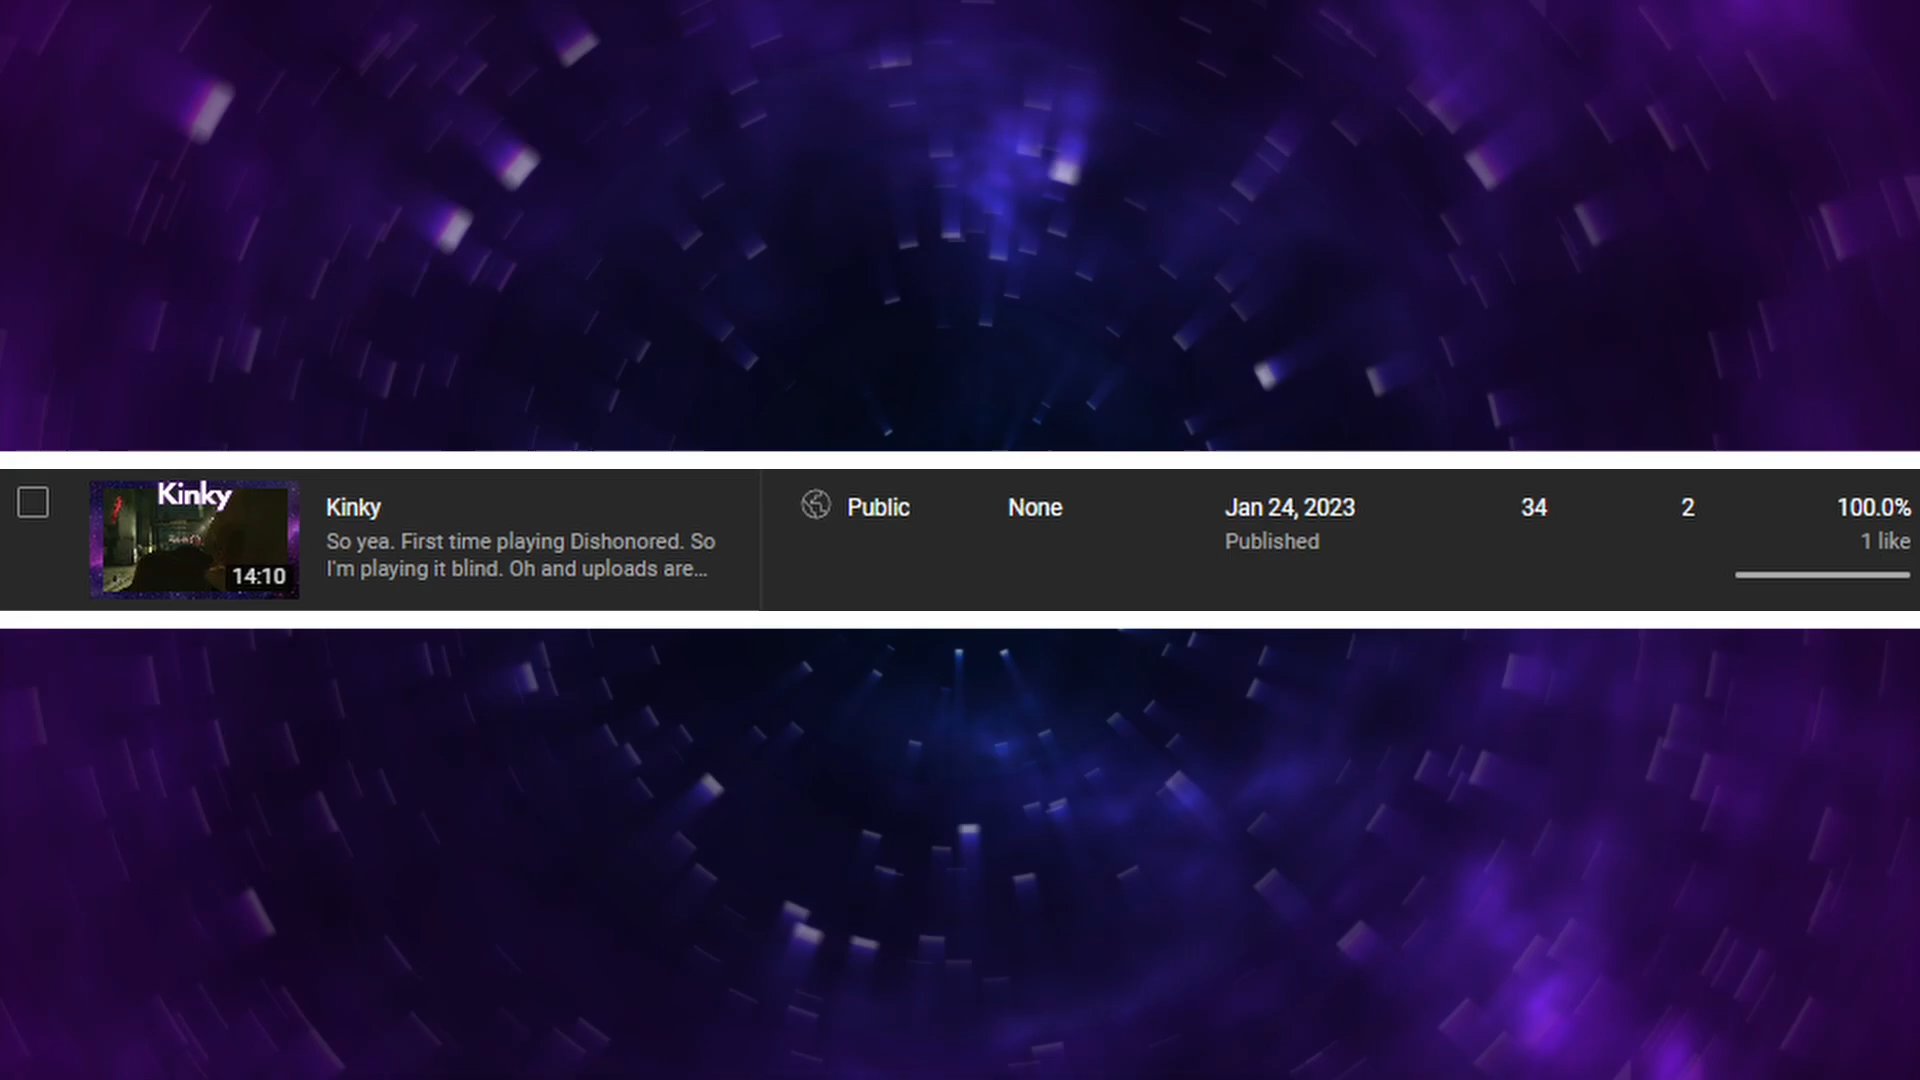 Kinky
14:10
Kinky
So yea. First time playing Dishonored. So
I'm playing it blind. Oh and uploads are...
Public
None
Jan 24, 2023
Published
34
2
100.0%
1 like